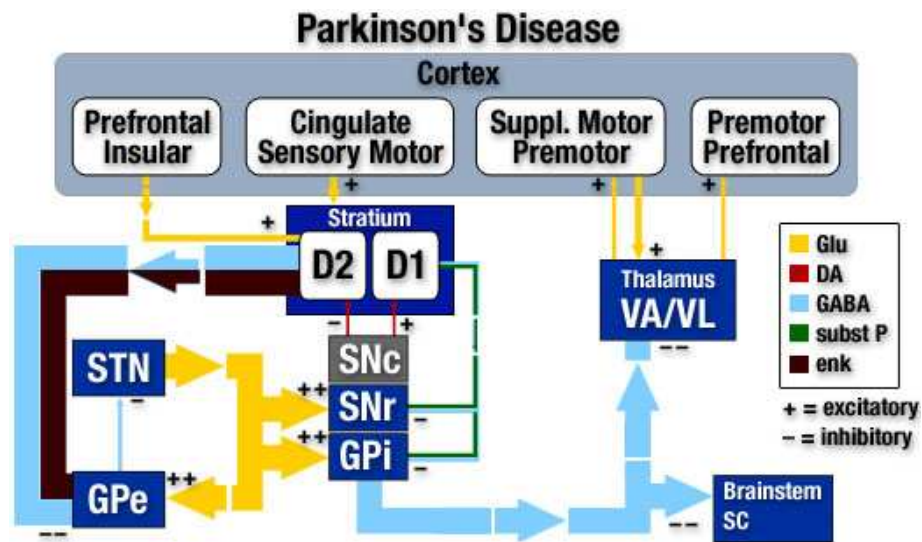 Parkinson's Disease
Cortex
Prefrontal
Insular
Cingulate
Sensory Motor
Suppl. Motor
Premotor
Premotor
Prefrontal
+
+
+
+
+
Stratium
D2
D1
+
Thalamus
VA/VL
- -
Glu
DA
GABA
subst P
enk
+ = excitatory
- = inhibitory
-
+
SNc
STN
-
++
SNr
-
++
GPi
-
++
GPe
- -
Brainstem
SC
- -